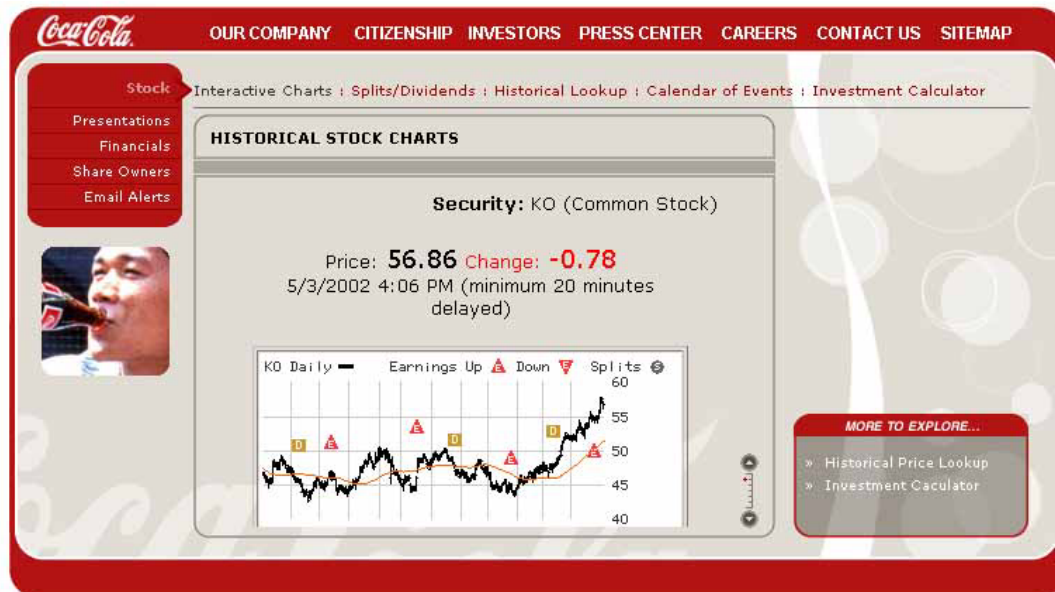 Coca-Cola
OUR COMPANY CITIZENSHIP INVESTORS PRESS CENTER CAREERS CONTACT US SITEMAP
Stock
Presentations
Financials
Share Owners
Email Alerts
Interactive Charts : Splits/Dividends : Historical Lookup : Calendar of Events : Investment Calculator
HISTORICAL STOCK CHARTS
Security: KO (Common Stock)
Price: 56.86 Change: -0.78
5/3/2002 4:06 PM (minimum 20 minutes
delayed)
KO Daily Earnings Up E Down E Splits S
60
55
50
45
40
D E E D E D E
MORE TO EXPLORE...
» Historical Price Lookup
» Investment Caculator